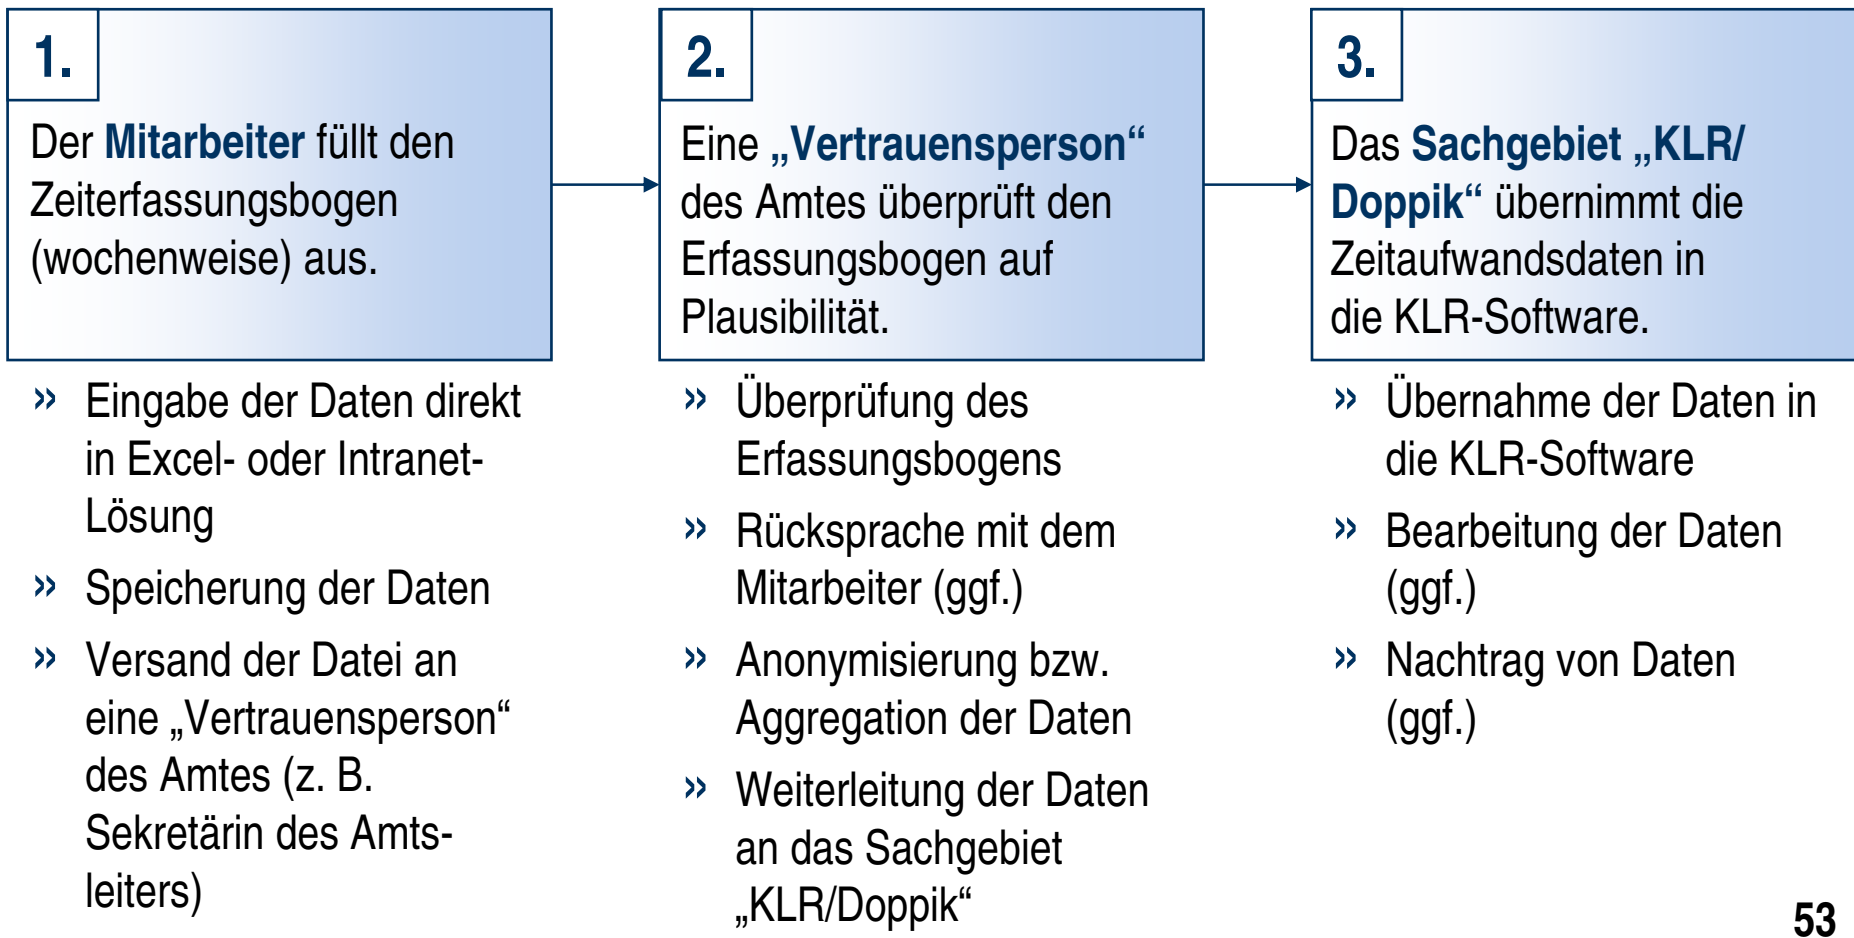 1.
Der Mitarbeiter füllt den
Zeiterfassungsbogen
(wochenweise) aus.
» Eingabe der Daten direkt
in Excel- oder Intranet-
Lösung
» Speicherung der Daten
» Versand der Datei an
eine „Vertrauensperson“
des Amtes (z. B.
Sekretärin des Amts-
leiters)
2.
Eine „Vertrauensperson“
des Amtes überprüft den
Erfassungsbogen auf
Plausibilität.
» Überprüfung des
Erfassungsbogens
» Rücksprache mit dem
Mitarbeiter (ggf.)
» Anonymisierung bzw.
Aggregation der Daten
» Weiterleitung der Daten
an das Sachgebiet
„KLR/Doppik“
3.
Das Sachgebiet „KLR/
Doppik“ übernimmt die
Zeitaufwandsdaten in
die KLR-Software.
» Übernahme der Daten in
die KLR-Software
» Bearbeitung der Daten
(ggf.)
» Nachtrag von Daten
(ggf.)
53